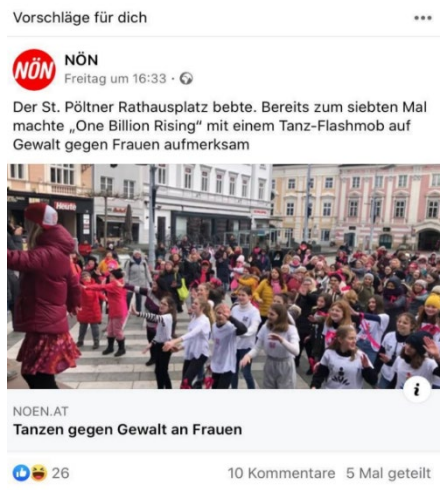 Vorschläge für dich
NÖN
NÖN
Freitag um 16:33
Der St. Pöltner Rathausplatz bebte. Bereits zum siebten Mal
machte „One Billion Rising“ mit einem Tanz-Flashmob auf
Gewalt gegen Frauen aufmerksam
Heute
i
NOEN.AT
Tanzen gegen Gewalt an Frauen
26
10 Kommentare 5 Mal geteilt